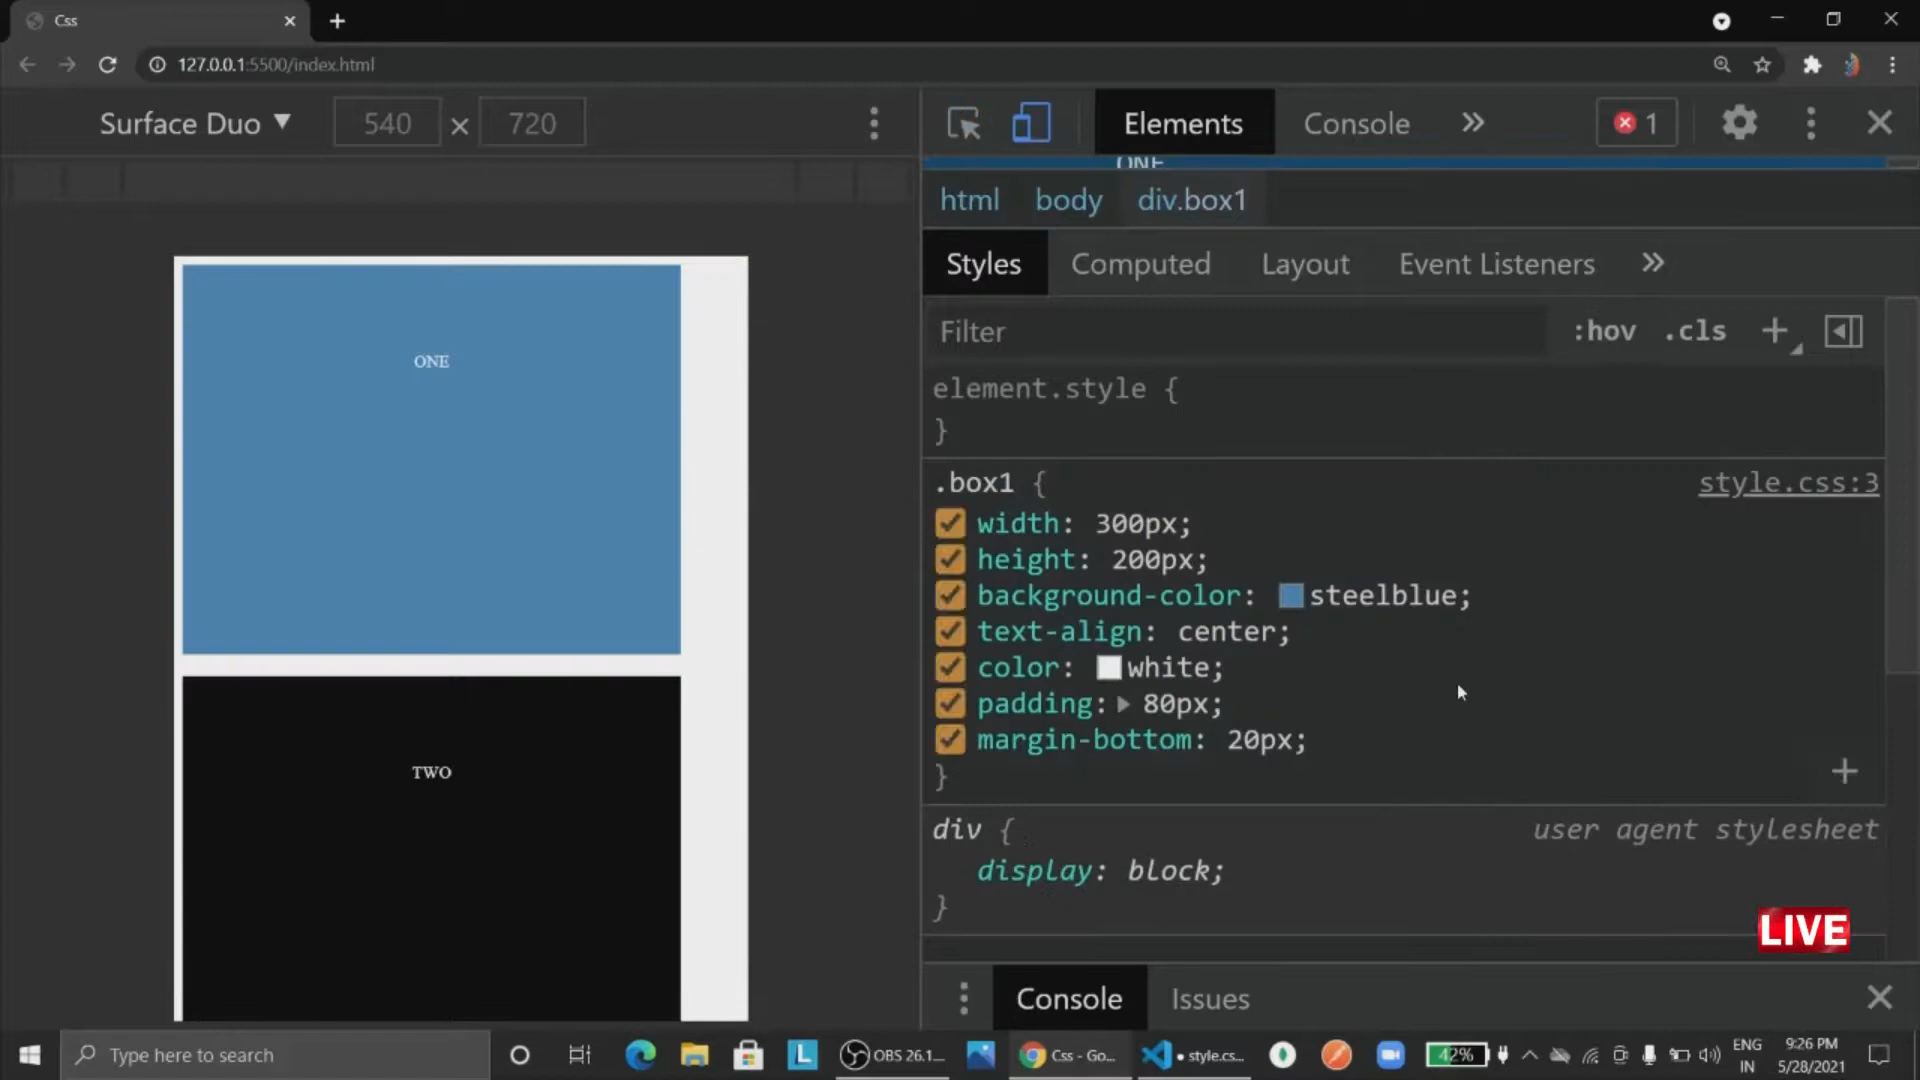 Css
127.0.0.1:5500/index.html
Surface Duo ▼ 540 × 720
Elements Console » 1
ONE
html body div.box1
Styles Computed Layout Event Listeners »
Filter :hov .cls +
element.style {
}
.box1 { style.css:3
width: 300px;
height: 200px;
background-color: steelblue;
text-align: center;
color: white;
padding: 80px;
margin-bottom: 20px;
}
div { user agent stylesheet
display: block;
}
ONE
TWO
LIVE
Console Issues
Type here to search
L
OBS 26.1...
Css - Go...
● style.cs...
42%
ENG
IN
9:26 PM
5/28/2021